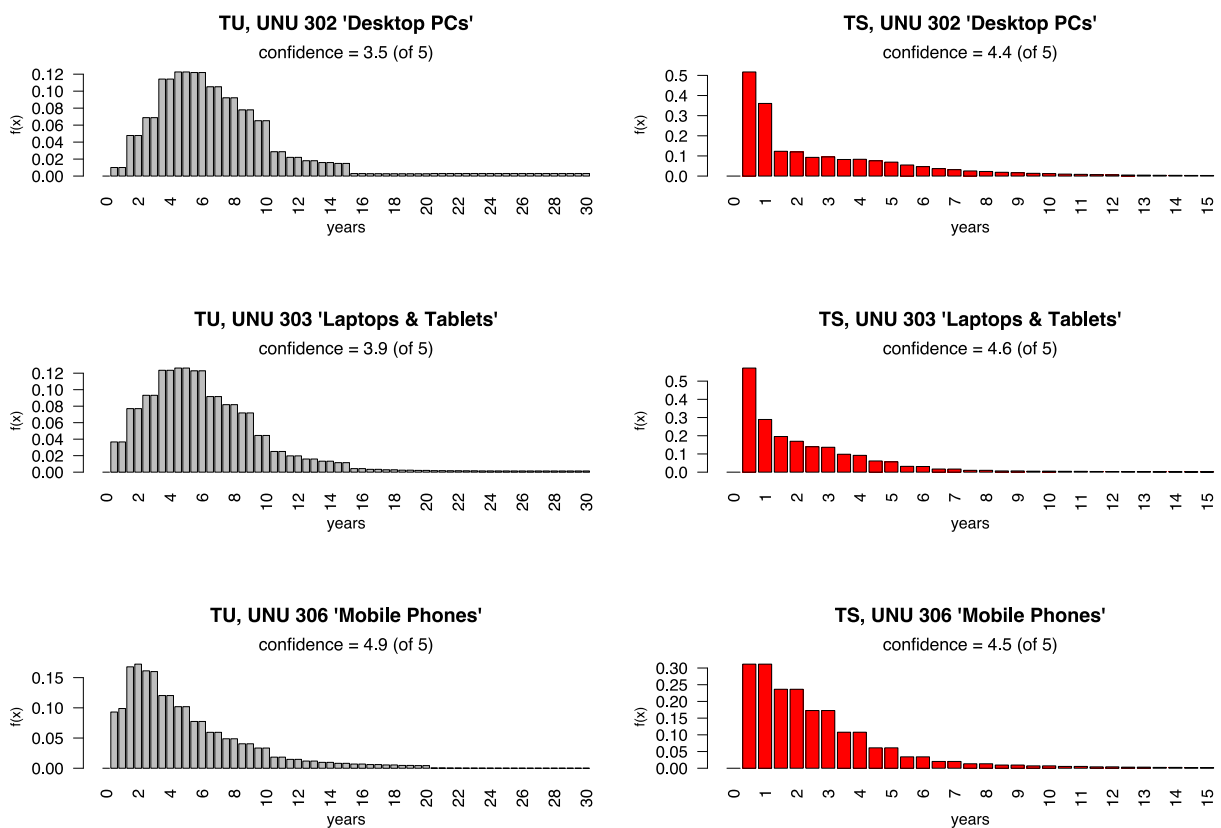 TU, UNU 302 'Desktop PCs'
confidence = 3.5 (of 5)
f(x)
0.12
0.10
0.08
0.06
0.04
0.02
0.00
0 2 4 6 8 10 12 14 16 18 20 22 24 26 28 30
years
TS, UNU 302 'Desktop PCs'
confidence = 4.4 (of 5)
f(x)
0.5
0.4
0.3
0.2
0.1
0.0
0 1 2 3 4 5 6 7 8 9 10 11 12 13 14 15
years
TU, UNU 303 'Laptops & Tablets'
confidence = 3.9 (of 5)
f(x)
0.12
0.10
0.08
0.06
0.04
0.02
0.00
0 2 4 6 8 10 12 14 16 18 20 22 24 26 28 30
years
TS, UNU 303 'Laptops & Tablets'
confidence = 4.6 (of 5)
f(x)
0.5
0.4
0.3
0.2
0.1
0.0
0 1 2 3 4 5 6 7 8 9 10 11 12 13 14 15
years
TU, UNU 306 'Mobile Phones'
confidence = 4.9 (of 5)
f(x)
0.15
0.10
0.05
0.00
0 2 4 6 8 10 12 14 16 18 20 22 24 26 28 30
years
TS, UNU 306 'Mobile Phones'
confidence = 4.5 (of 5)
f(x)
0.30
0.25
0.20
0.15
0.10
0.05
0.00
0 1 2 3 4 5 6 7 8 9 10 11 12 13 14 15
years